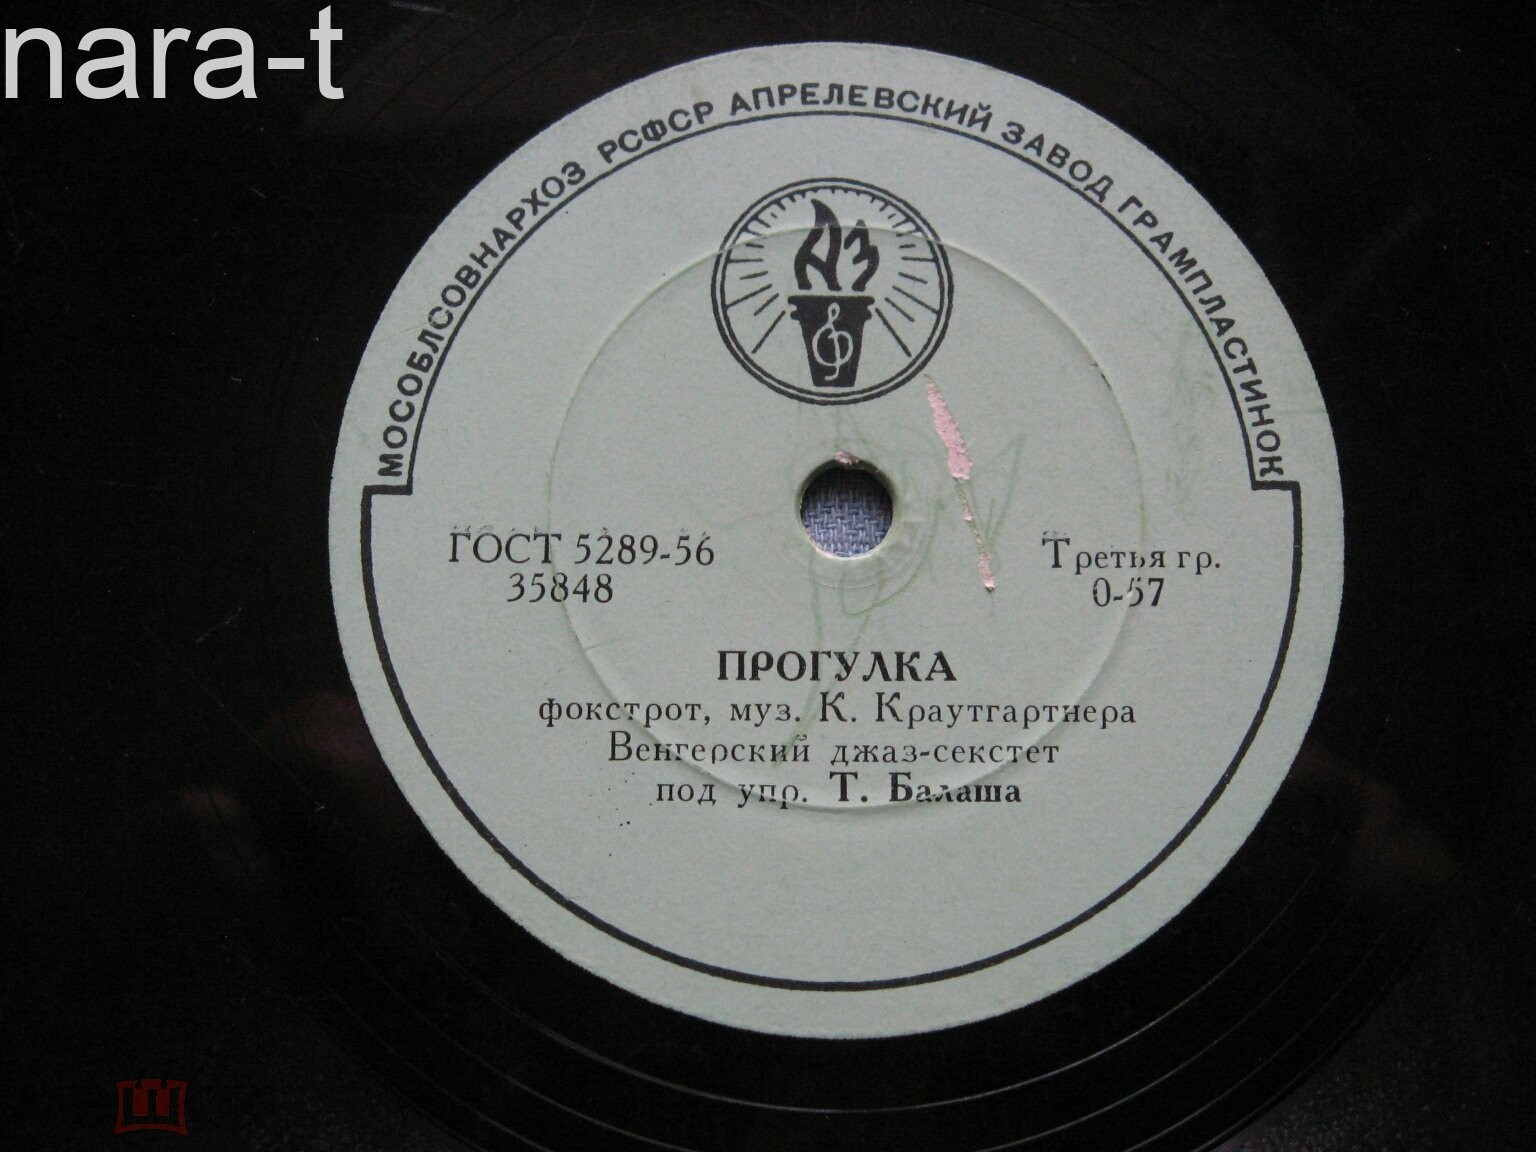 nara-t
МОСОБЛСОВНАРХОЗ РСФСР АПРЕЛЕВСКИЙ ЗАВОД ГРАМПЛАСТИНОК
АЗ
ГОСТ 5289-56
35848
Третья гр.
0-57
ПРОГУЛКА
фокстрот, муз. К. Краутгартнера
Венгерский джаз-секстет
под упр. Т. Балаша